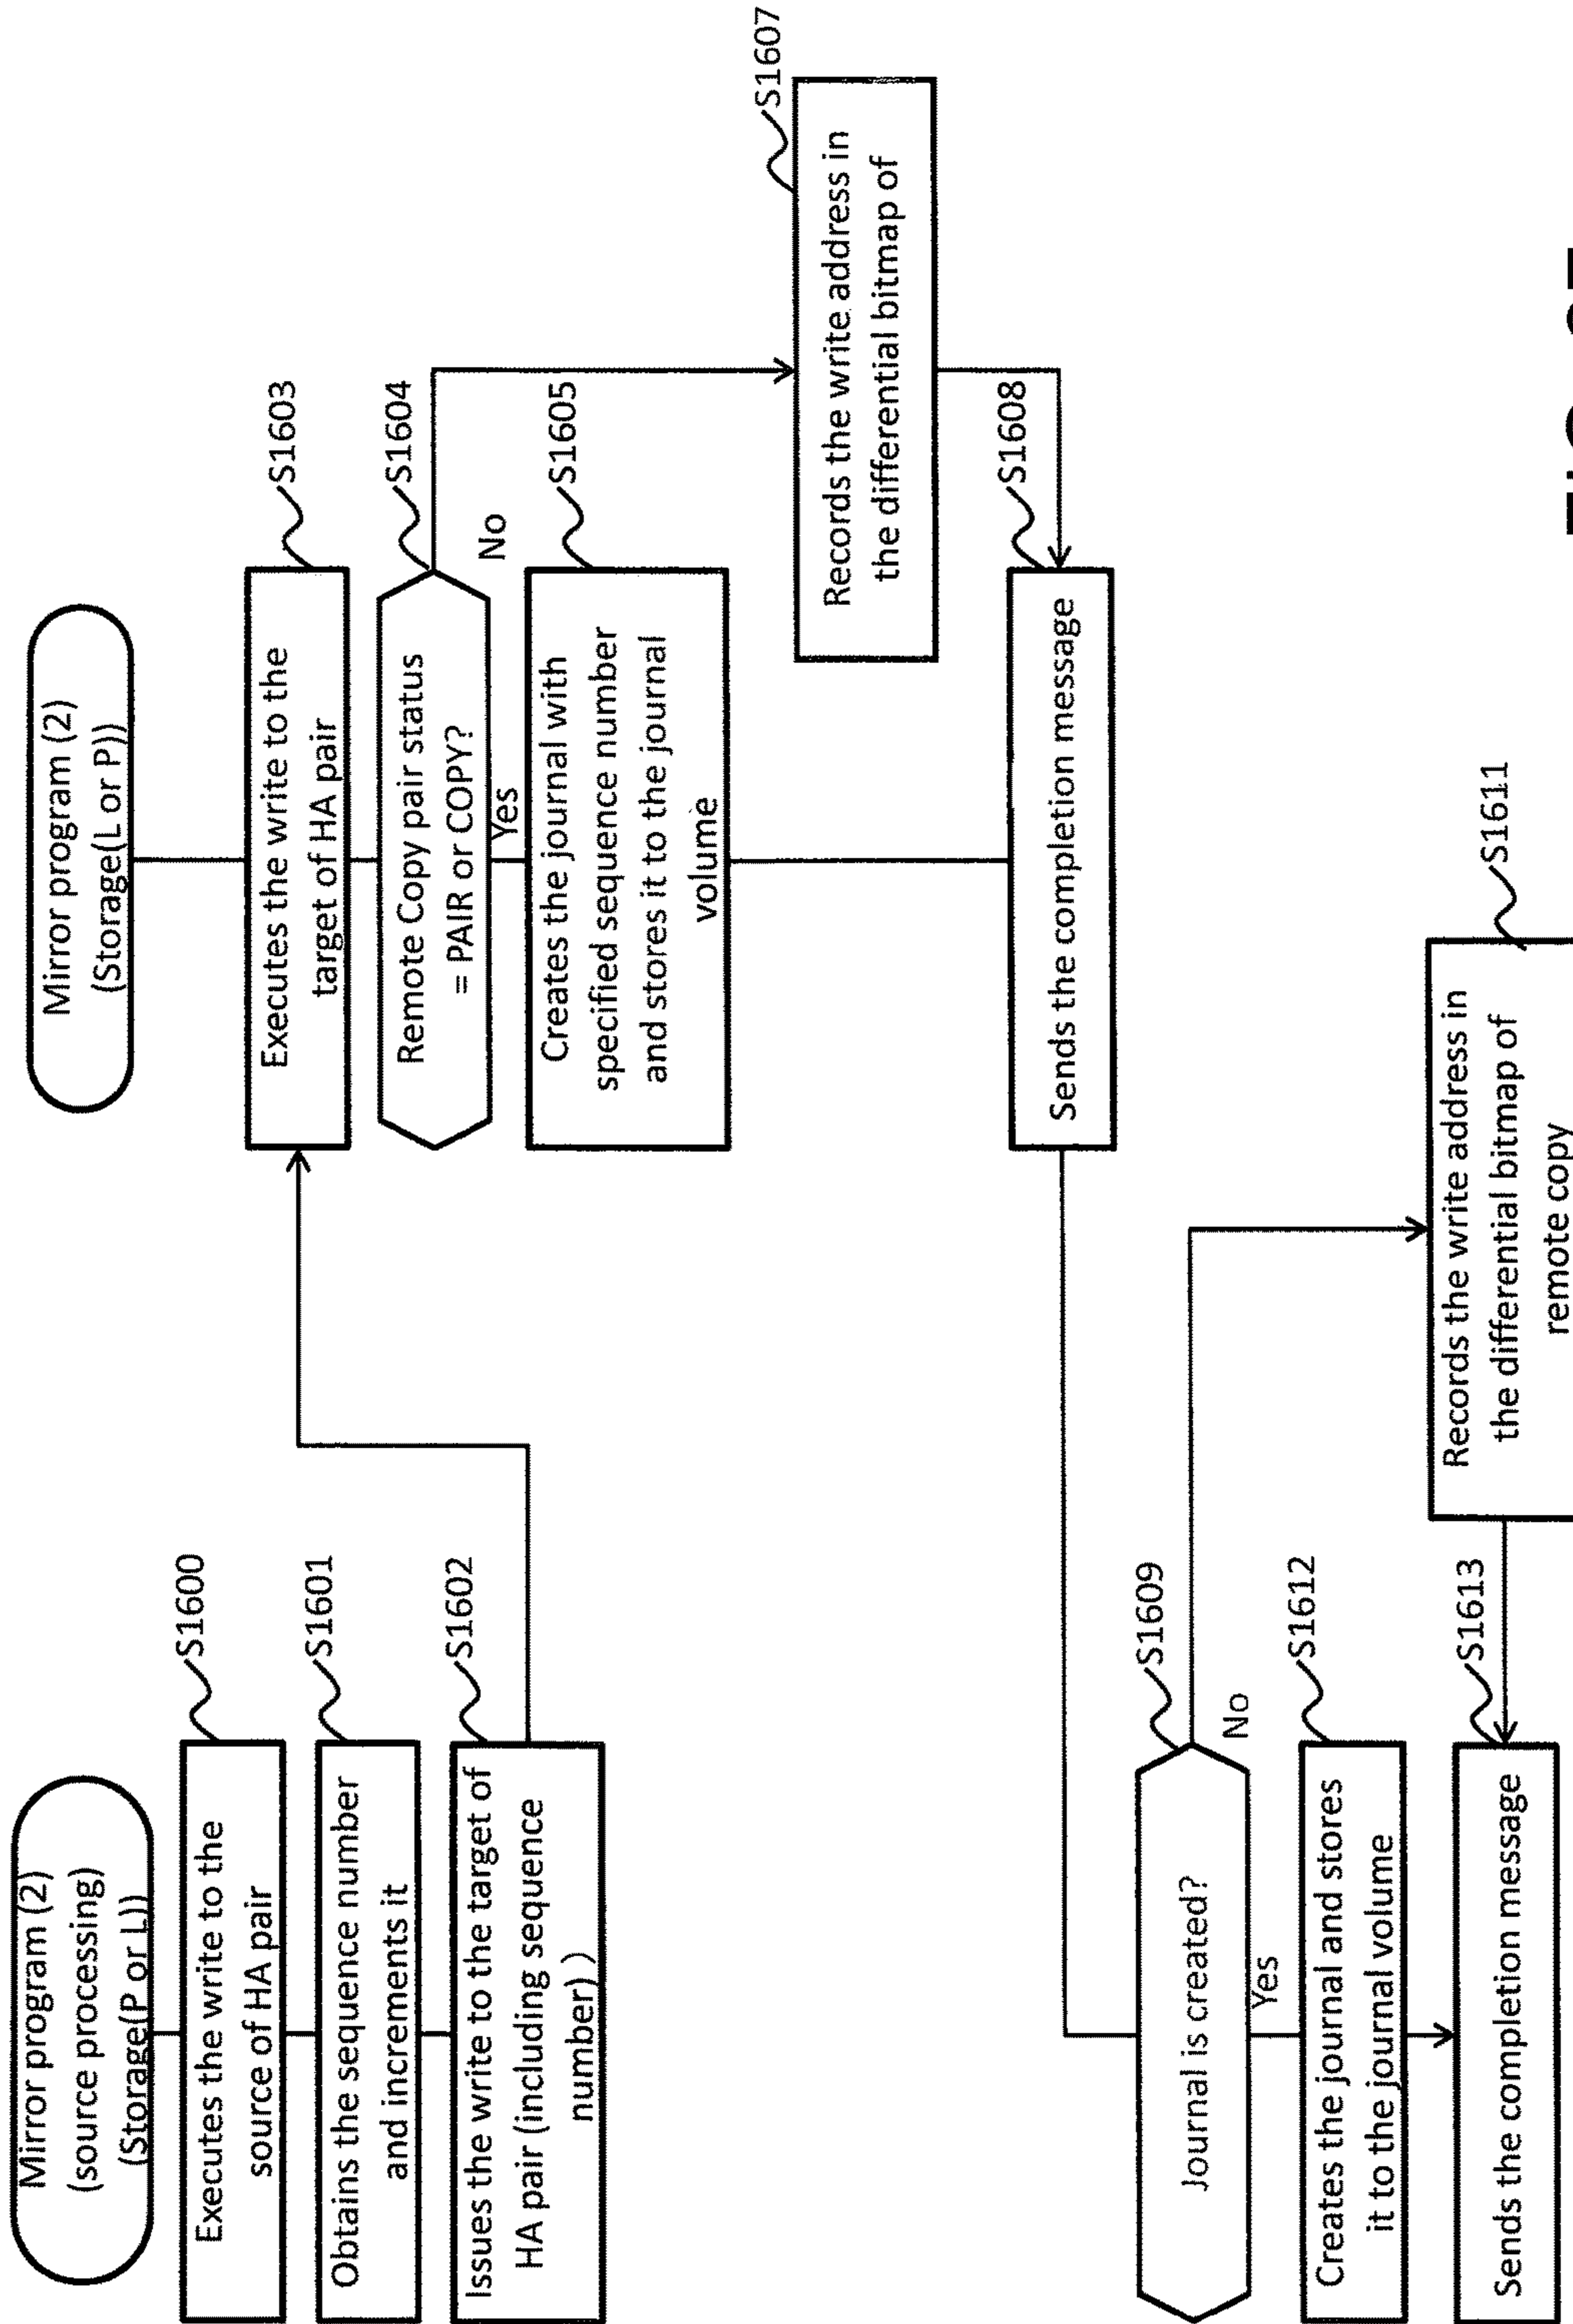 Mirror program (2)
(source processing)
(Storage(P or L))
S1600
Executes the write to the
source of HA pair
S1601
Obtains the sequence number
and increments it
S1602
Issues the write to the target of
HA pair (including sequence
number) )
Mirror program (2)
(Storage(L or P))
S1603
Executes the write to the
target of HA pair
S1604
Remote Copy pair status
= PAIR or COPY?
No
Yes
S1605
Creates the journal with
specified sequence number
and stores it to the journal
volume
S1607
Records the write address in
the differential bitmap of
S1608
Sends the completion message
S1609
Journal is created?
No
Yes
S1611
Records the write address in
the differential bitmap of
remote copy
S1612
Creates the journal and stores
it to the journal volume
S1613
Sends the completion message